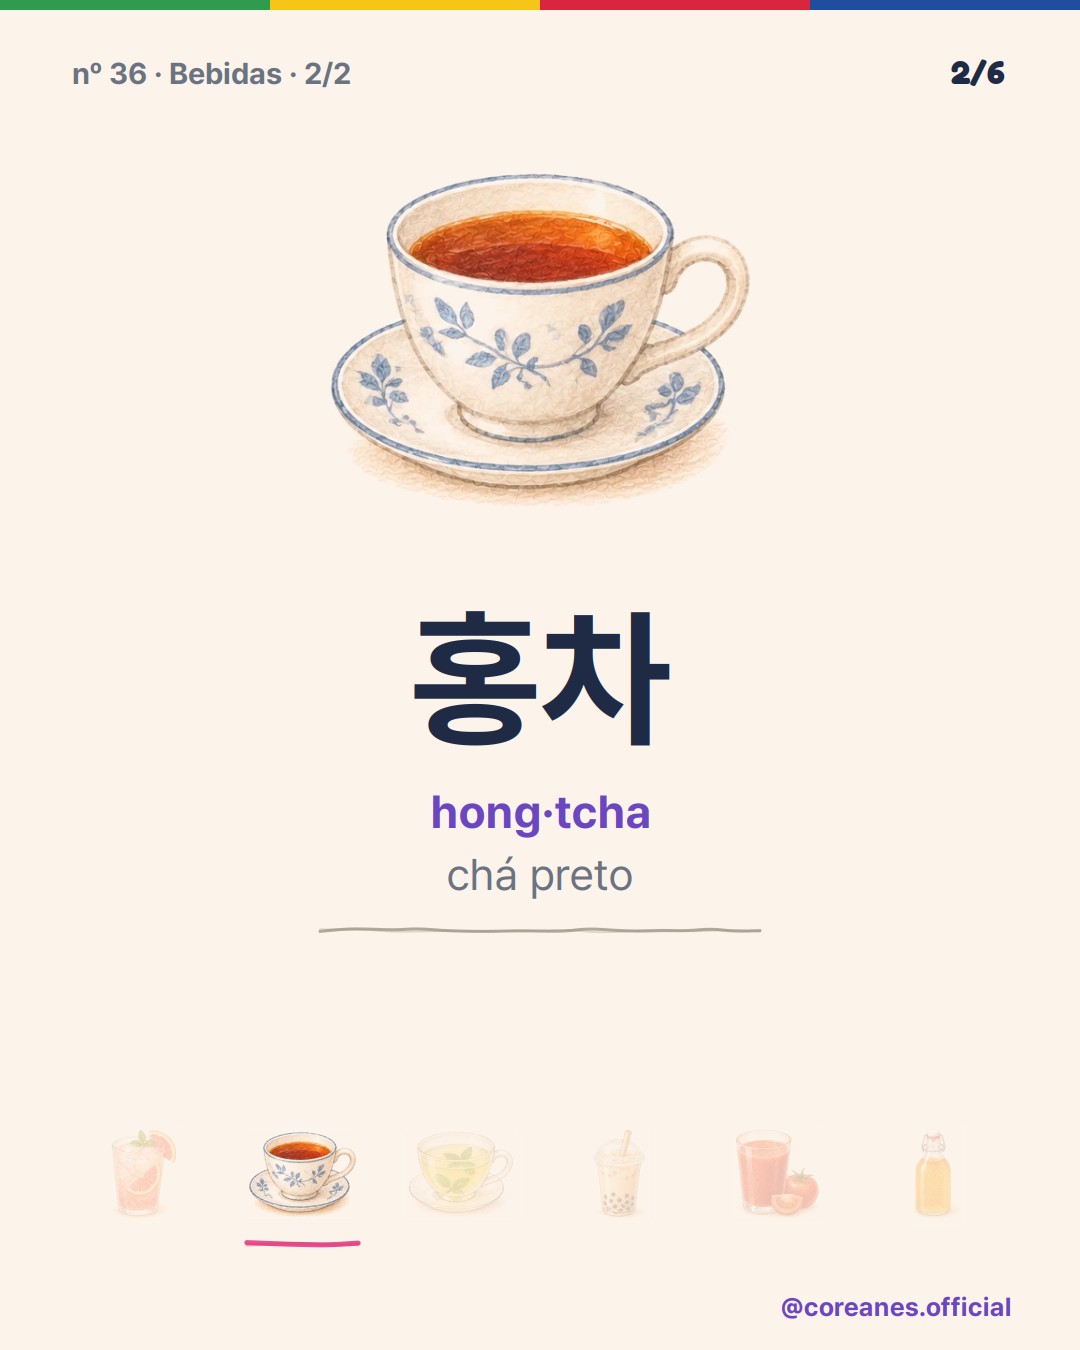 nº 36 · Bebidas · 2/2
2/6
홍차
hong·tcha
chá preto
@coreanes.official